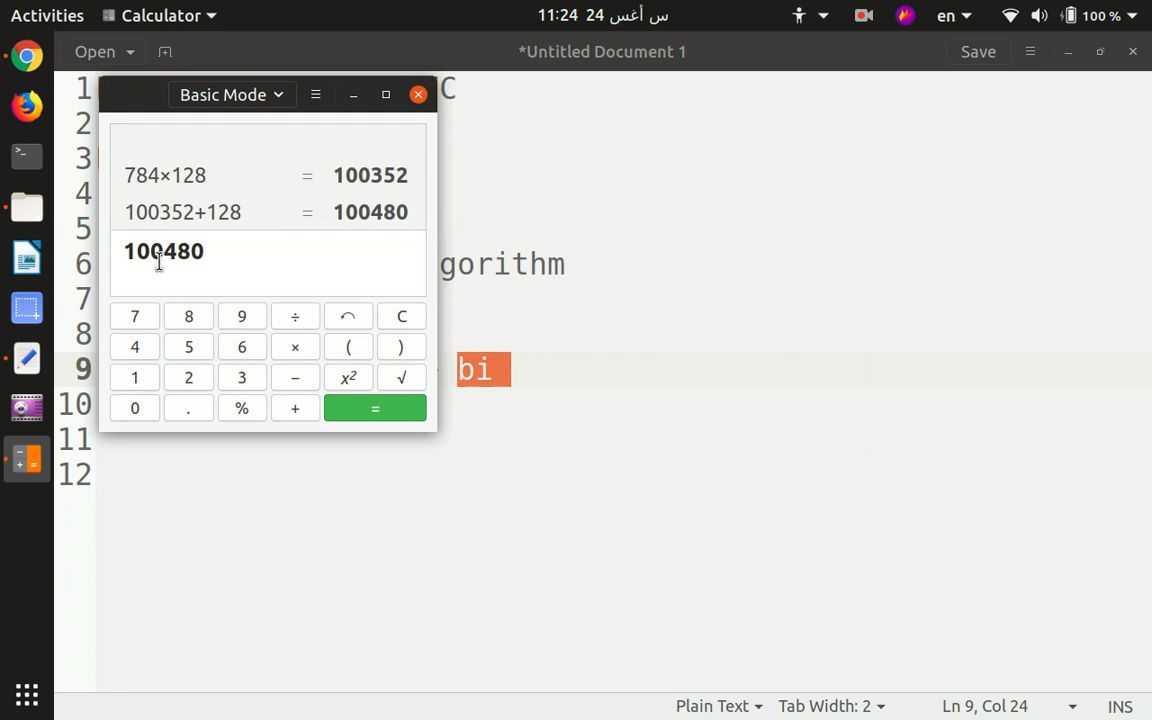 Activities Calculator س أغس 24 11:24 en 100 %
Open *Untitled Document 1 Save
1 C
2
3
4
5
6 gorithm
7
8
9 bi
10
11
12
Basic Mode
784×128 = 100352
100352+128 = 100480
100480
7 8 9 ÷ C
4 5 6 × ( )
1 2 3 − x² √
0 . % + =
Plain Text Tab Width: 2 Ln 9, Col 24 INS